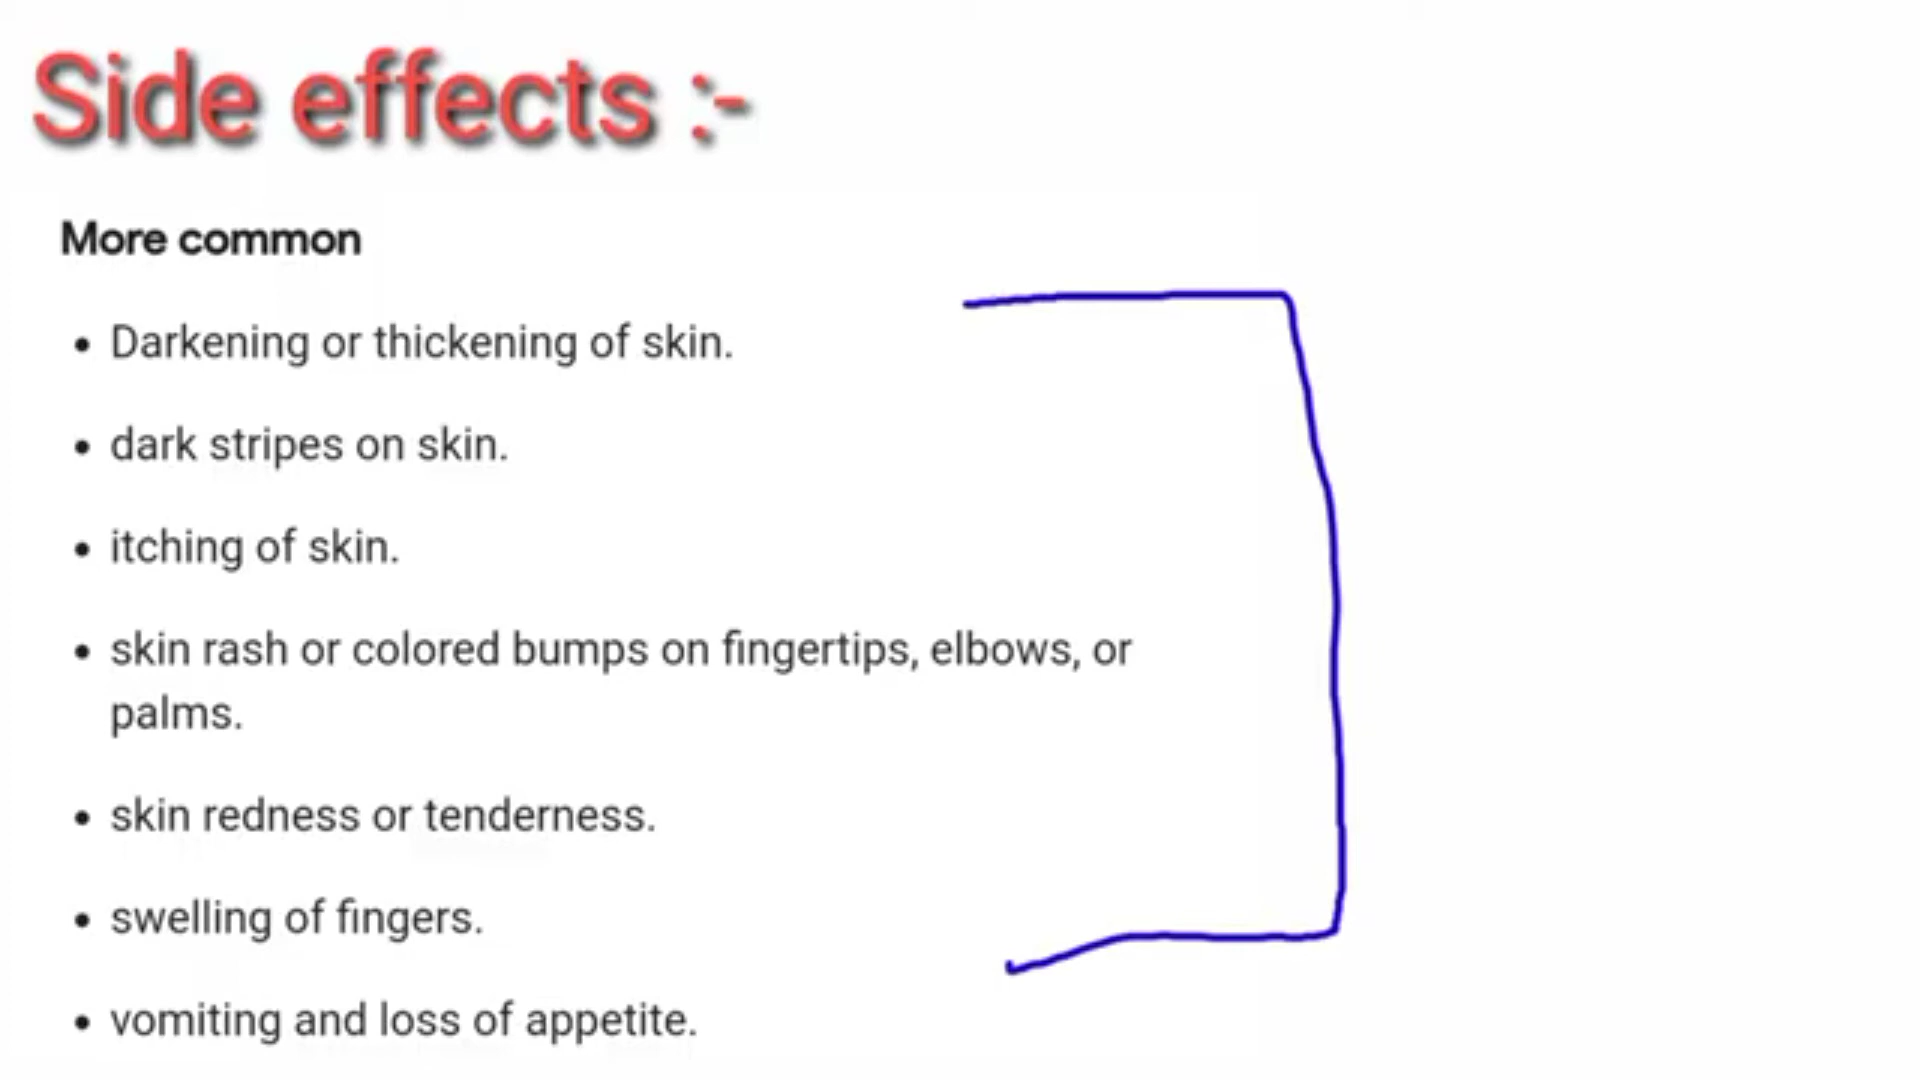 Side effects :-
More common
• Darkening or thickening of skin.
• dark stripes on skin.
• itching of skin.
• skin rash or colored bumps on fingertips, elbows, or
palms.
• skin redness or tenderness.
• swelling of fingers.
• vomiting and loss of appetite.